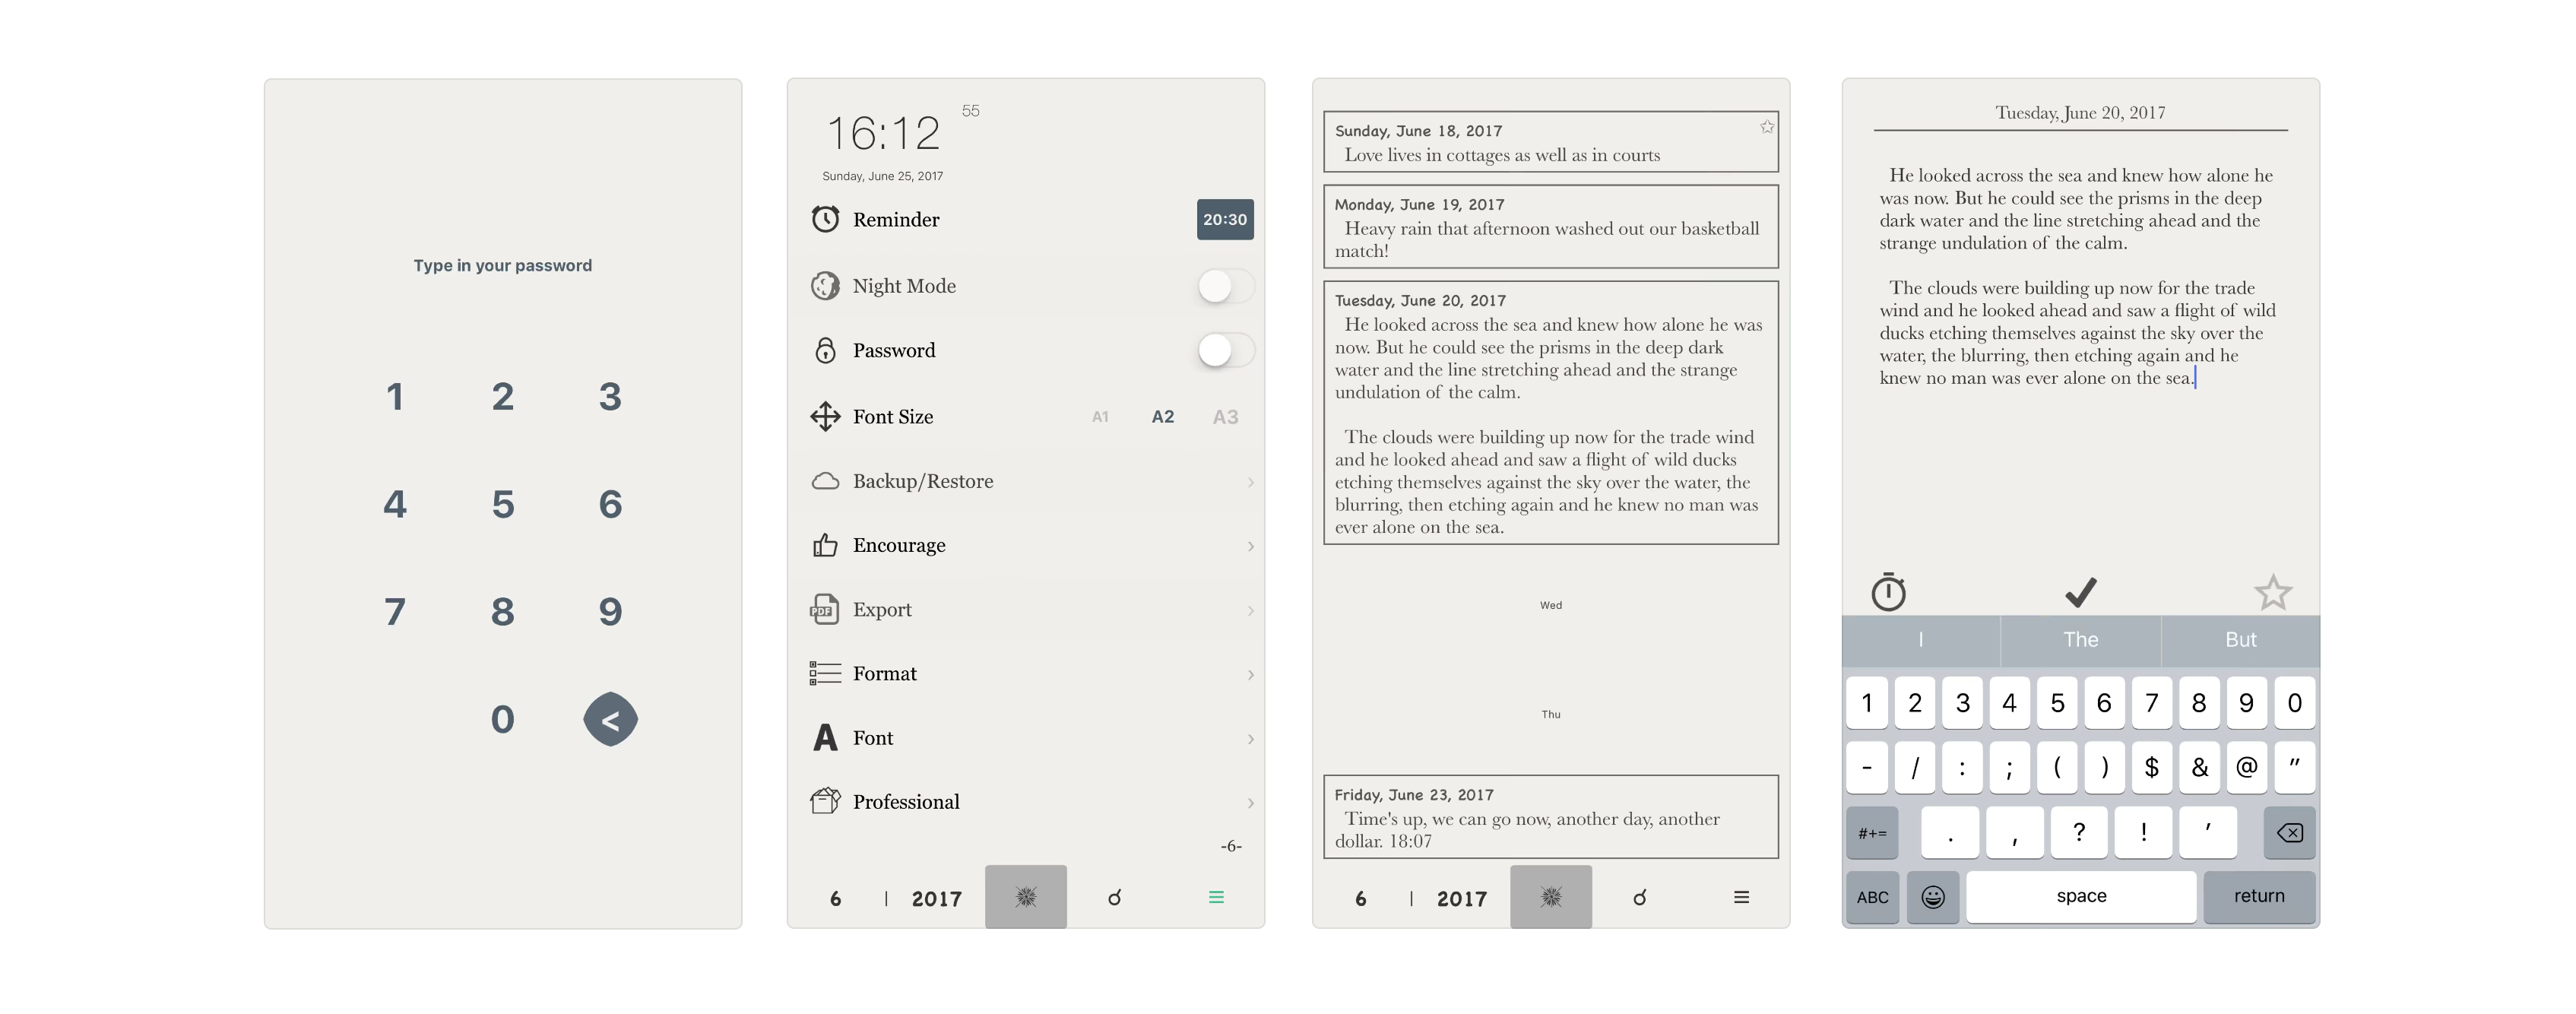 Type in your password
1 2 3
4 5 6
7 8 9
0 <
16:12 55
Sunday, June 25, 2017
Reminder 20:30
Night Mode
Password
Font Size A1 A2 A3
Backup/Restore
Encourage
PDF Export
Format
A Font
Professional
-6-
6 | 2017
Sunday, June 18, 2017
Love lives in cottages as well as in courts
Monday, June 19, 2017
Heavy rain that afternoon washed out our basketball
match!
Tuesday, June 20, 2017
He looked across the sea and knew how alone he was
now. But he could see the prisms in the deep dark
water and the line stretching ahead and the strange
undulation of the calm.
The clouds were building up now for the trade wind
and he looked ahead and saw a flight of wild ducks
etching themselves against the sky over the water, the
blurring, then etching again and he knew no man was
ever alone on the sea.
Wed
Thu
Friday, June 23, 2017
Time's up, we can go now, another day, another
dollar. 18:07
6 | 2017
Tuesday, June 20, 2017
He looked across the sea and knew how alone he
was now. But he could see the prisms in the deep
dark water and the line stretching ahead and the
strange undulation of the calm.
The clouds were building up now for the trade
wind and he looked ahead and saw a flight of wild
ducks etching themselves against the sky over the
water, the blurring, then etching again and he
knew no man was ever alone on the sea.
I The But
1 2 3 4 5 6 7 8 9 0
- / : ; ( ) $ & @ "
#+= . , ? ! '
ABC space return